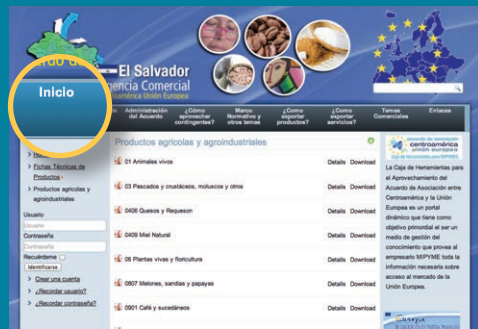 El Salvador
Inicio
Administración del Acuerdo
¿Cómo aprovechar contingentes?
Marco Normativo y otros temas
¿Cómo exportar productos?
¿Cómo exportar servicios?
Temas Comerciales
Enlaces
Productos agrícolas y agroindustriales
01 Animales vivos Details Download
03 Pescados y crustáceos, moluscos y otros Details Download
0406 Quesos y Requeson Details Download
0409 Miel Natural Details Download
06 Plantas vivas y floricultura Details Download
0807 Melones, sandias y papayas Details Download
0901 Café y sucedáneos Details Download
> Fichas Técnicas de
Productos
> Productos agrícolas y
agroindustriales
Usuario
Usuario
Contraseña
Contraseña
Recuérdeme
Identificarse
> Crear una cuenta
> ¿Recordar usuario?
> ¿Recordar contraseña?
acuerdo de asociación
centroamérica
unión europea
La Caja de Herramientas para
el Aprovechamiento del
Acuerdo de Asociación entre
Centroamérica y la Unión
Europea es un portal
dinámico que tiene como
objetivo primordial el ser un
medio de gestión del
conocimiento que provea al
empresario MIPYME toda la
información necesaria sobre
acceso al mercado de la
Unión Europea.